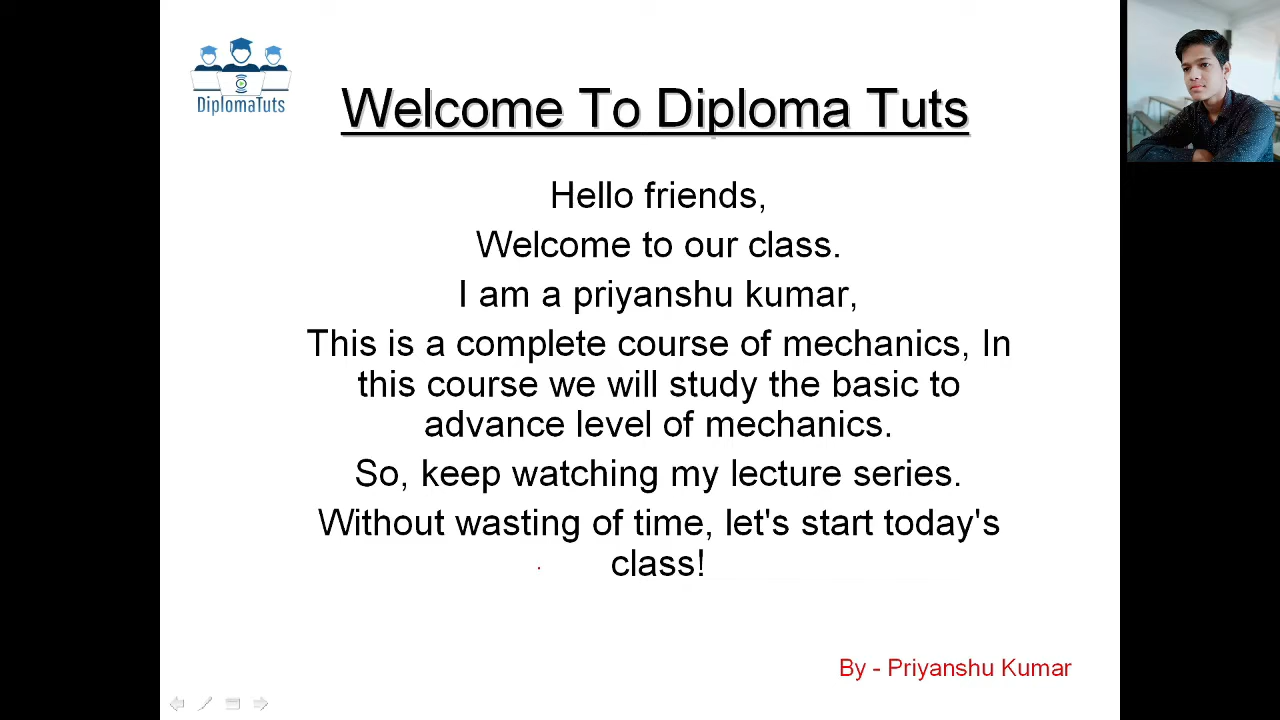 DiplomaTuts
Welcome To Diploma Tuts
Hello friends,
Welcome to our class.
I am a priyanshu kumar,
This is a complete course of mechanics, In
this course we will study the basic to
advance level of mechanics.
So, keep watching my lecture series.
Without wasting of time, let's start today's
class!
By - Priyanshu Kumar